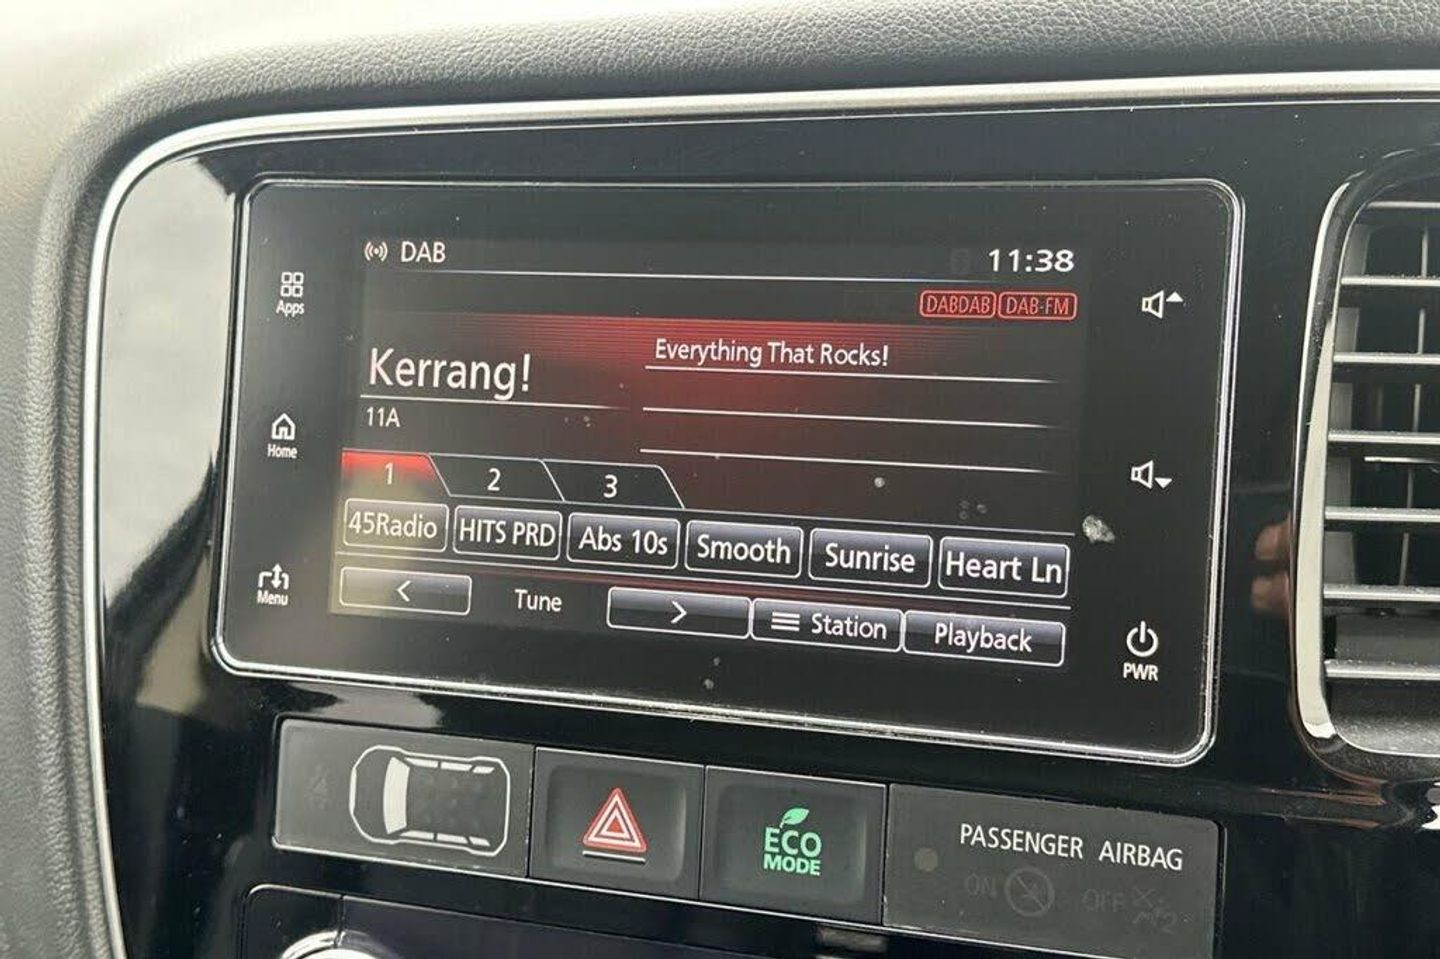 DAB
11:38
Apps
DABDAB DAB-FM
Everything That Rocks!
Kerrang!
11A
Home
1 2 3
45Radio HITS PRD Abs 10s Smooth Sunrise Heart Ln
Menu
< Tune > Station Playback
PWR
ECO
MODE
PASSENGER AIRBAG
ON OFF
2